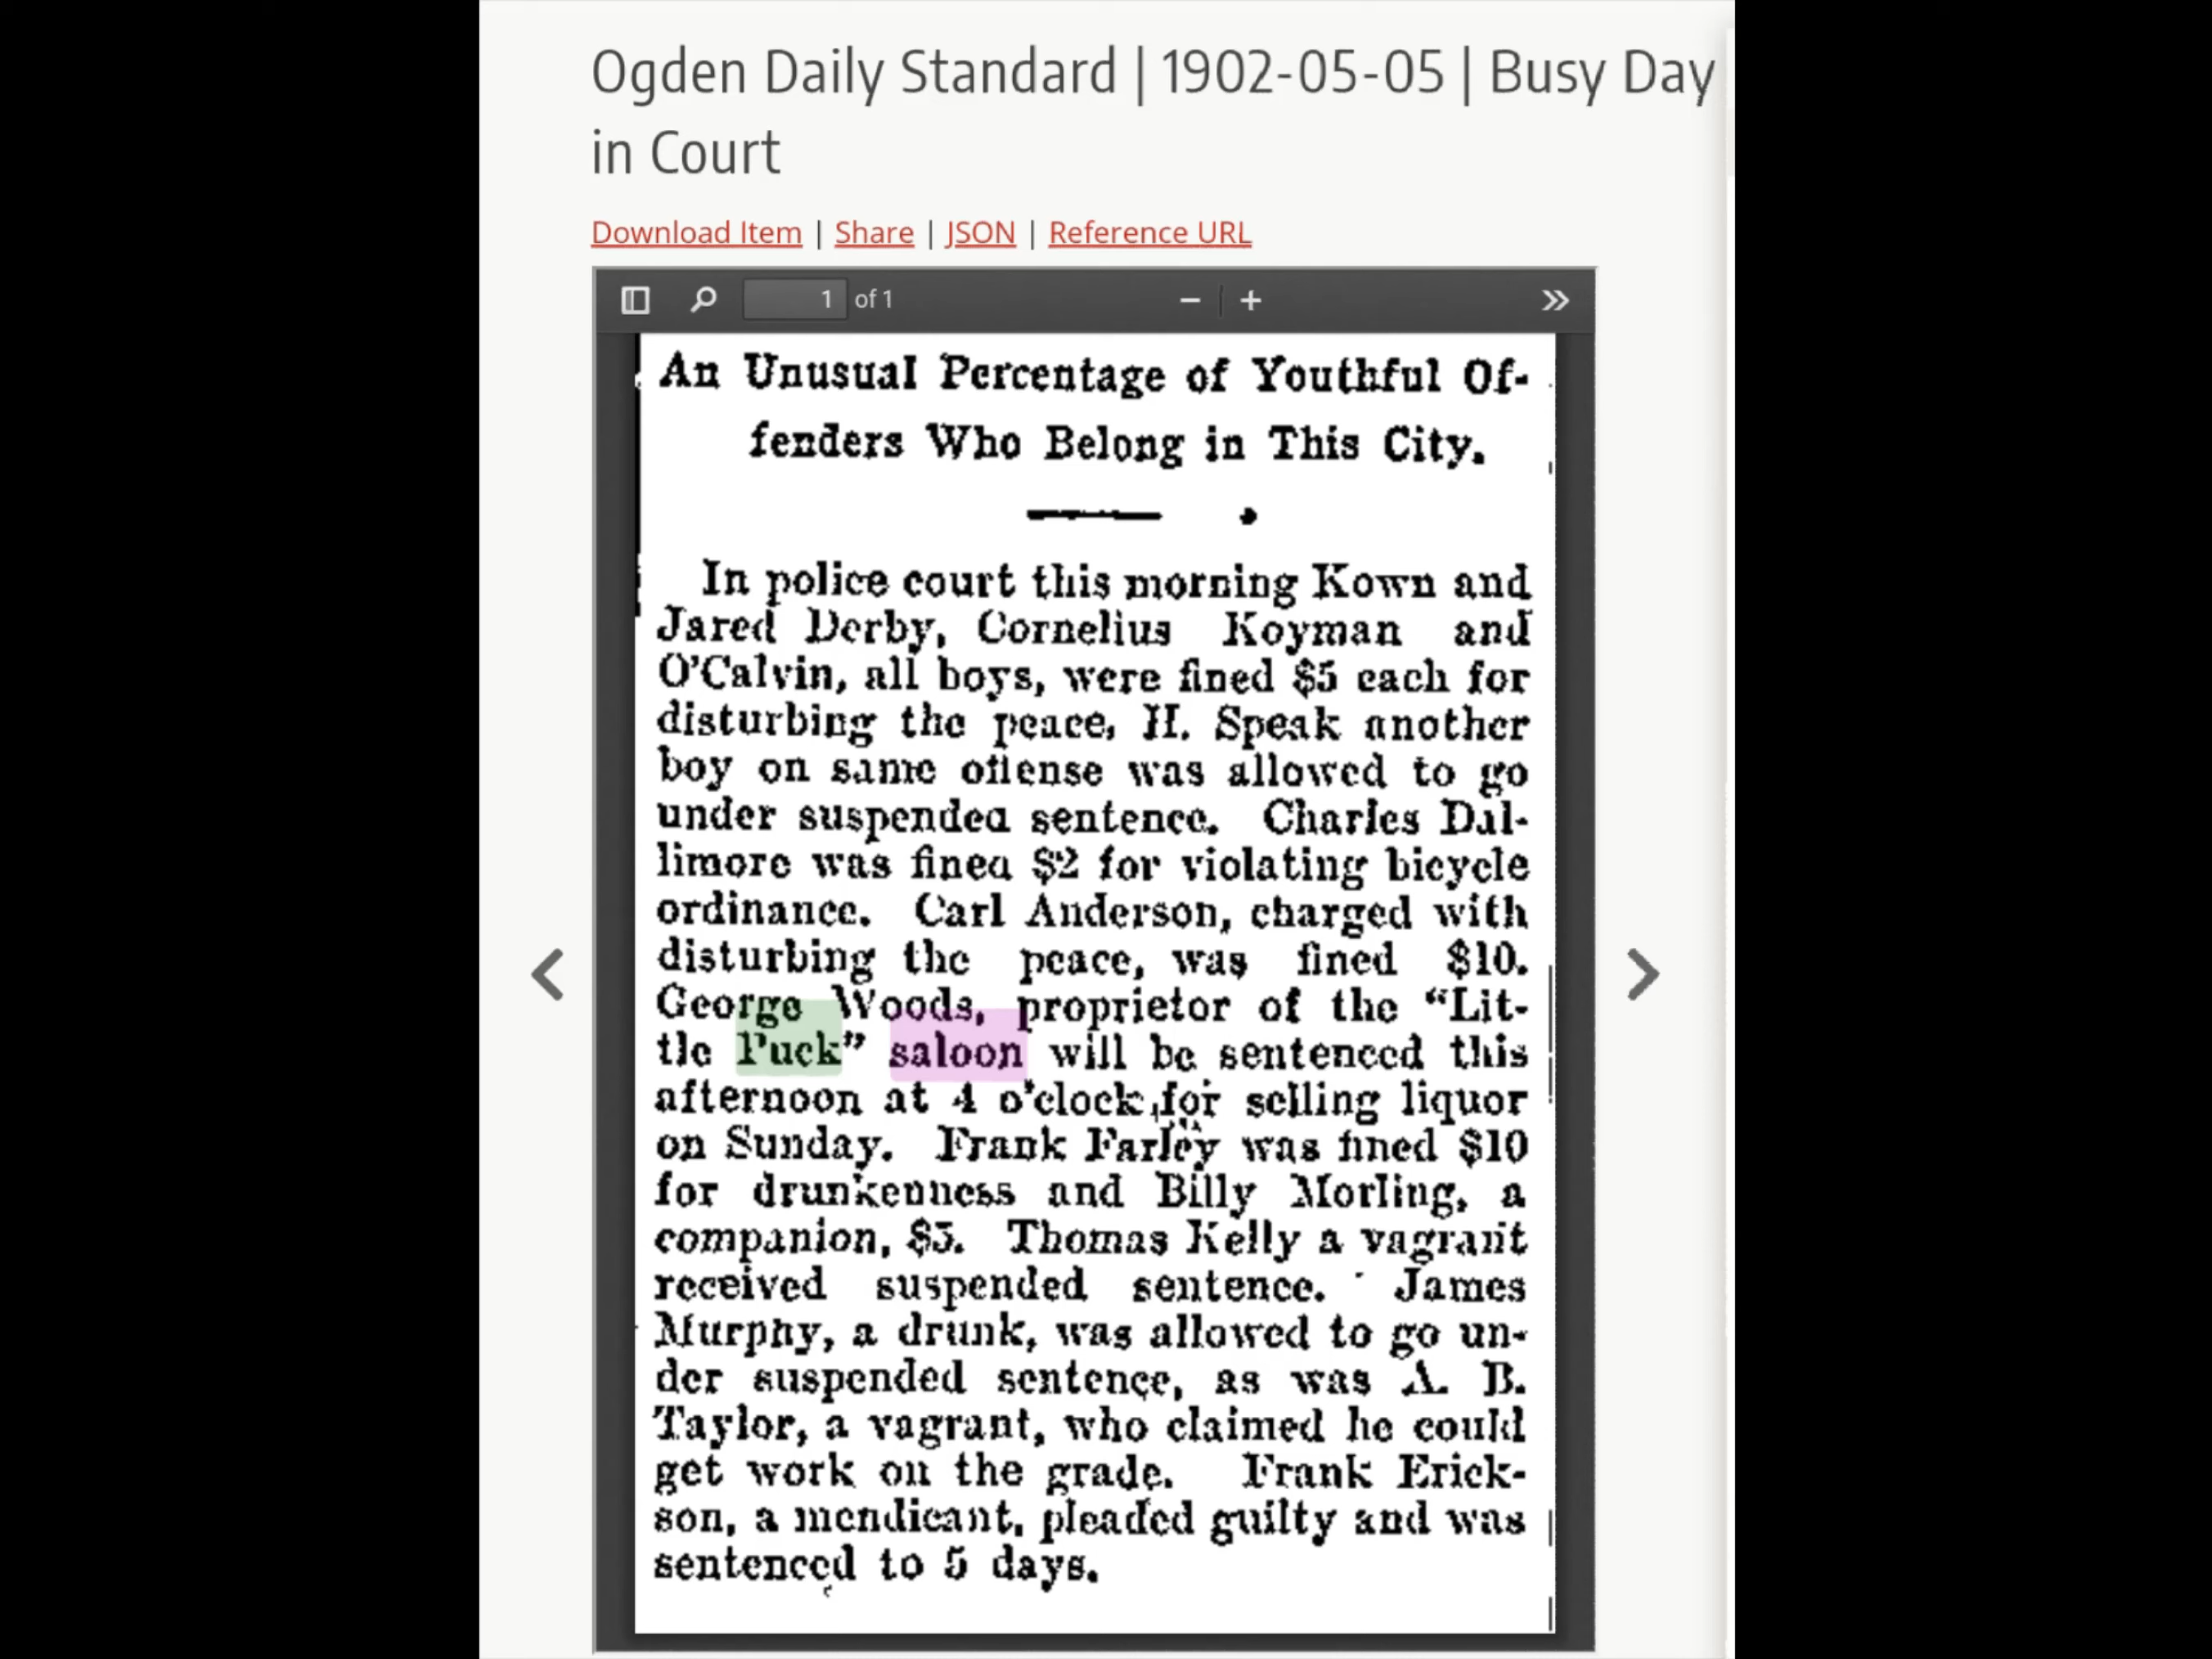 Ogden Daily Standard | 1902-05-05 | Busy Day
in Court
Download Item | Share | JSON | Reference URL
1 of 1
An Unusual Percentage of Youthful Of-
fenders Who Belong in This City.
In police court this morning Kown and
Jared Derby, Cornelius Koyman and
O'Calvin, all boys, were fined $5 each for
disturbing the peace, H. Speak another
boy on same offense was allowed to go
under suspended sentence. Charles Dal-
limore was fined $2 for violating bicycle
ordinance. Carl Anderson, charged with
disturbing the peace, was fined $10.
George Woods, proprietor of the "Lit-
tle Puck" saloon will be sentenced this
afternoon at 4 o'clock, for selling liquor
on Sunday. Frank Farley was fined $10
for drunkenness and Billy Morling, a
companion, $5. Thomas Kelly a vagrant
received suspended sentence. James
Murphy, a drunk, was allowed to go un-
der suspended sentence, as was A. B.
Taylor, a vagrant, who claimed he could
get work on the grade. Frank Erick-
son, a mendicant, pleaded guilty and was
sentenced to 5 days.